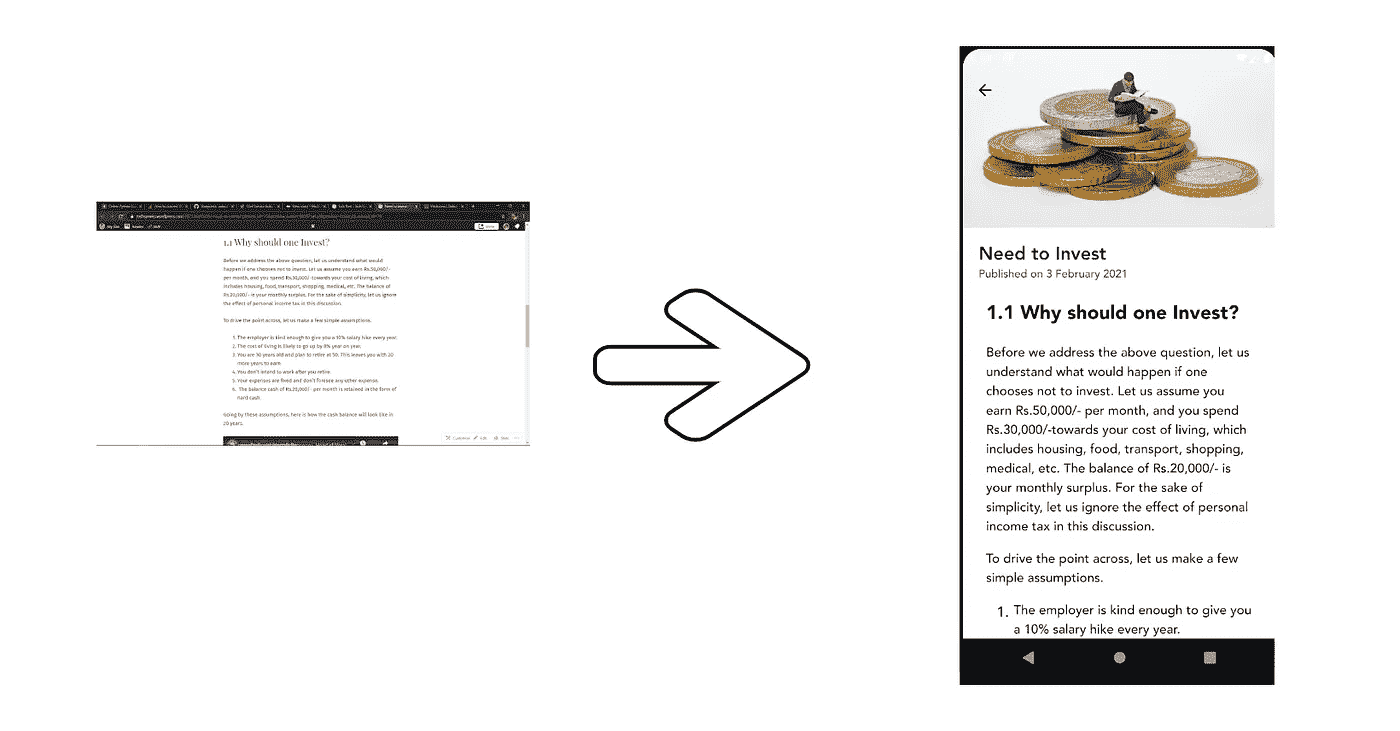 1.1 Why should one Invest?
Before we address the above question, let us understand what would
happen if one chooses not to invest. Let us assume you earn Rs.50,000/-
per month, and you spend Rs.30,000/-towards your cost of living, which
includes housing, food, transport, shopping, medical, etc. The balance of
Rs.20,000/- is your monthly surplus. For the sake of simplicity, let us ignore
the effect of personal income tax in this discussion.
To drive the point across, let us make a few simple assumptions.
1. The employer is kind enough to give you a 10% salary hike every year.
2. The cost of living is likely to go up by 8% year on year.
3. You are 30 years old and plan to retire at 50. This leaves you with 20
more years to earn.
4. You don't intend to work after you retire.
5. Your expenses are fixed and don't foresee any other expense.
6. The balance cash of Rs.20,000/- per month is retained in the form of
hard cash.
Going by these assumptions, here is how the cash balance will look like in
20 years.
Need to Invest
Published on 3 February 2021
1.1 Why should one Invest?
Before we address the above question, let us
understand what would happen if one
chooses not to invest. Let us assume you
earn Rs.50,000/- per month, and you spend
Rs.30,000/-towards your cost of living, which
includes housing, food, transport, shopping,
medical, etc. The balance of Rs.20,000/- is
your monthly surplus. For the sake of
simplicity, let us ignore the effect of personal
income tax in this discussion.
To drive the point across, let us make a few
simple assumptions.
1. The employer is kind enough to give you
a 10% salary hike every year.